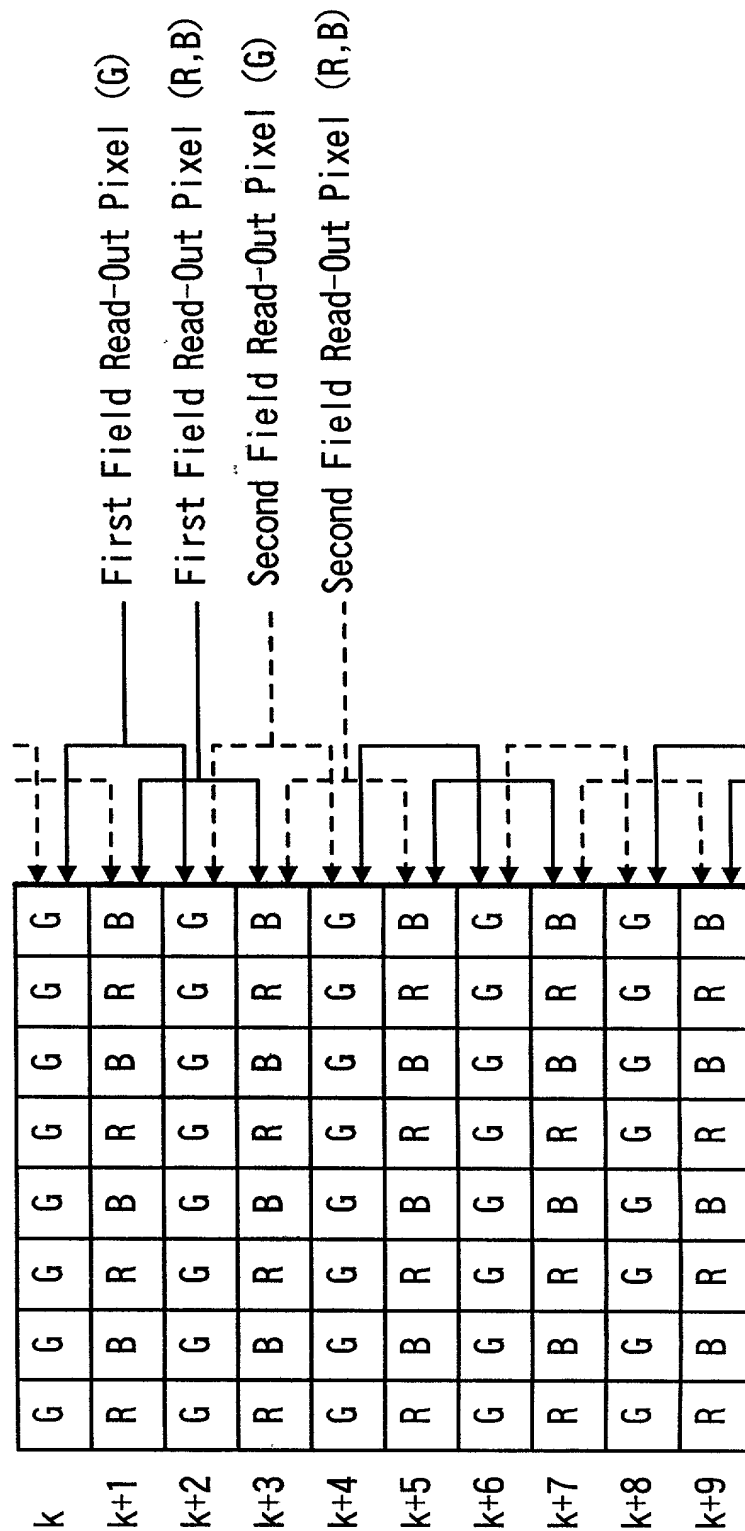 k G G G G G G G G
k+1 R B R B R B R B
k+2 G G G G G G G G
k+3 R B R B R B R B
k+4 G G G G G G G G
k+5 R B R B R B R B
k+6 G G G G G G G G
k+7 R B R B R B R B
k+8 G G G G G G G G
k+9 R B R B R B R B
First Field Read-Out Pixel (G)
First Field Read-Out Pixel (R,B)
Second Field Read-Out Pixel (G)
Second Field Read-Out Pixel (R,B)